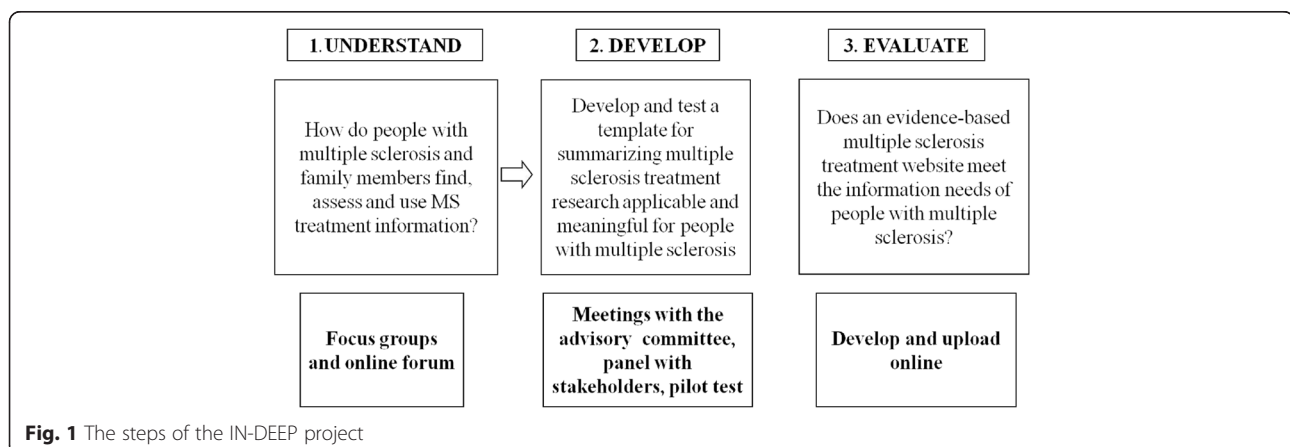 1. UNDERSTAND
How do people with
multiple sclerosis and
family members find,
assess and use MS
treatment information?
Focus groups
and online forum
2. DEVELOP
Develop and test a
template for
summarizing multiple
sclerosis treatment
research applicable and
meaningful for people
with multiple sclerosis
Meetings with the
advisory committee,
panel with
stakeholders, pilot test
3. EVALUATE
Does an evidence-based
multiple sclerosis
treatment website meet
the information needs of
people with multiple
sclerosis?
Develop and upload
online
Fig. 1 The steps of the IN-DEEP project